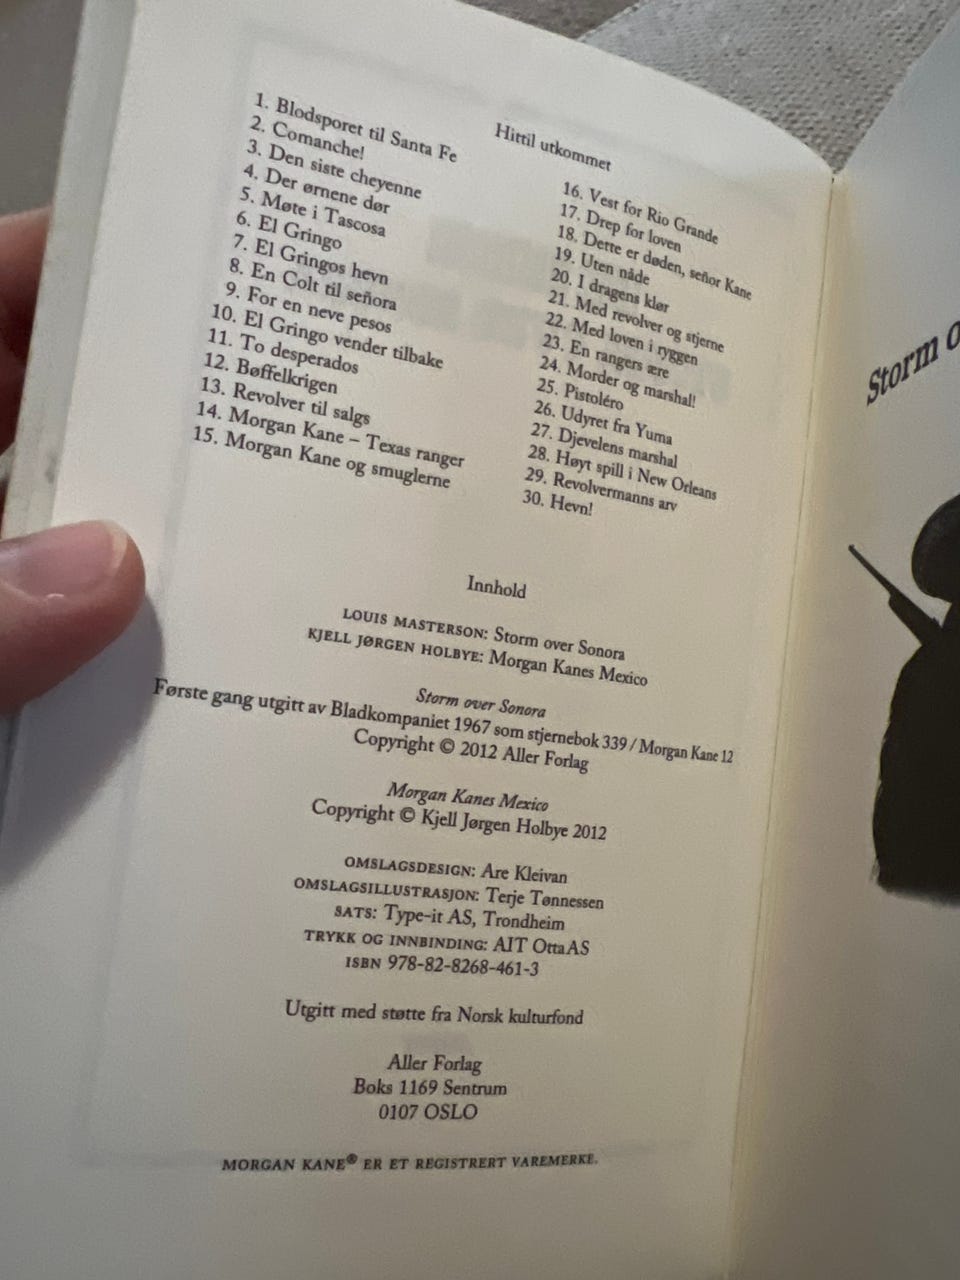 Hittil utkommet
1. Blodsporet til Santa Fe
2. Comanche!
3. Den siste cheyenne
4. Der ørnene dør
5. Møte i Tascosa
6. El Gringo
7. El Gringos hevn
8. En Colt til señora
9. For en neve pesos
10. El Gringo vender tilbake
11. To desperados
12. Bøffelkrigen
13. Revolver til salgs
14. Morgan Kane – Texas ranger
15. Morgan Kane og smuglerne
16. Vest for Rio Grande
17. Drep for loven
18. Dette er døden, señor Kane
19. Uten nåde
20. I dragens klør
21. Med revolver og stjerne
22. Med loven i ryggen
23. En rangers ære
24. Morder og marshal!
25. Pistoléro
26. Udyret fra Yuma
27. Djevelens marshal
28. Høyt spill i New Orleans
29. Revolvermanns arv
30. Hevn!
Innhold
LOUIS MASTERSON: Storm over Sonora
KJELL JØRGEN HOLBYE: Morgan Kanes Mexico
Storm over Sonora
Første gang utgitt av Bladkompaniet 1967 som stjernebok 339 / Morgan Kane 12
Copyright © 2012 Aller Forlag
Morgan Kanes Mexico
Copyright © Kjell Jørgen Holbye 2012
OMSLAGSDESIGN: Are Kleivan
OMSLAGSILLUSTRASJON: Terje Tønnessen
SATS: Type-it AS, Trondheim
TRYKK OG INNBINDING: AIT Otta AS
ISBN 978-82-8268-461-3
Utgitt med støtte fra Norsk kulturfond
Aller Forlag
Boks 1169 Sentrum
0107 OSLO
MORGAN KANE® ER ET REGISTRERT VAREMERKE.
Storm